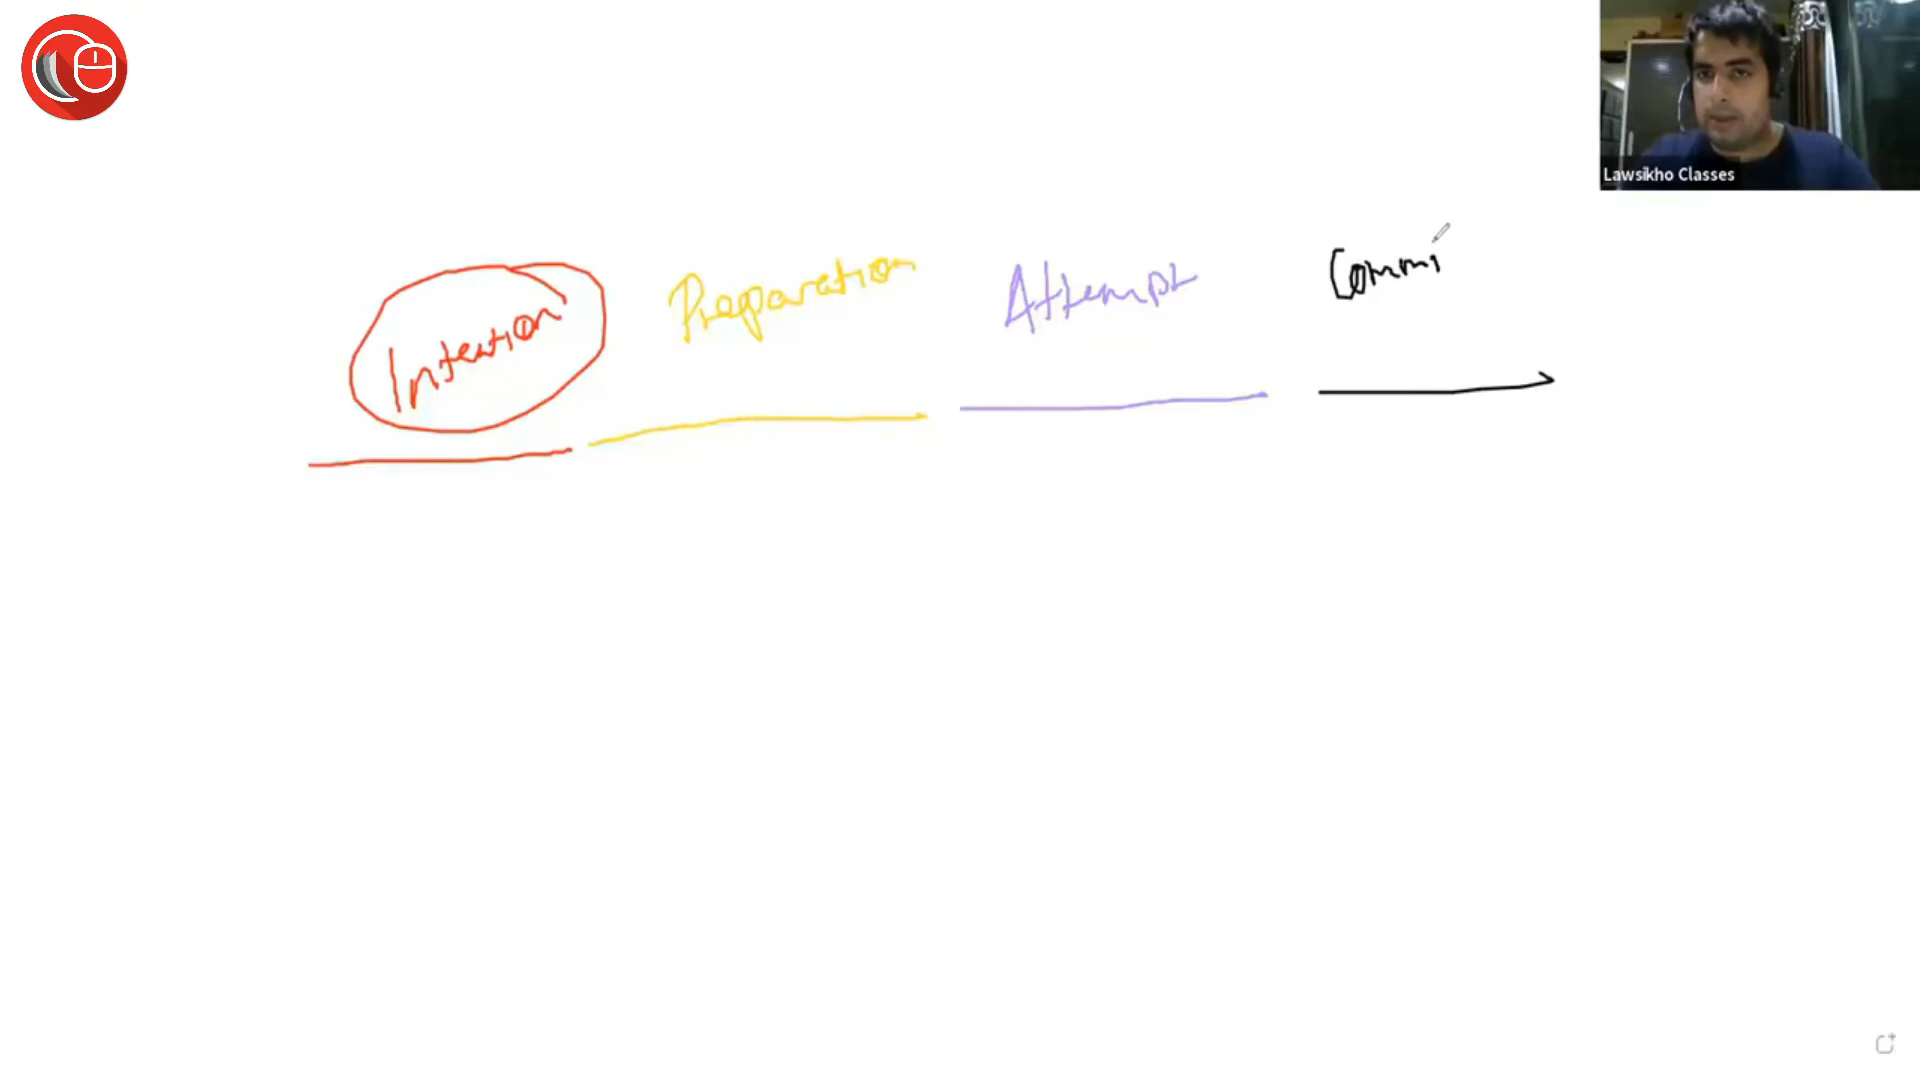 Lawsikho Classes
Intention
Preparation
Attempt
Commi